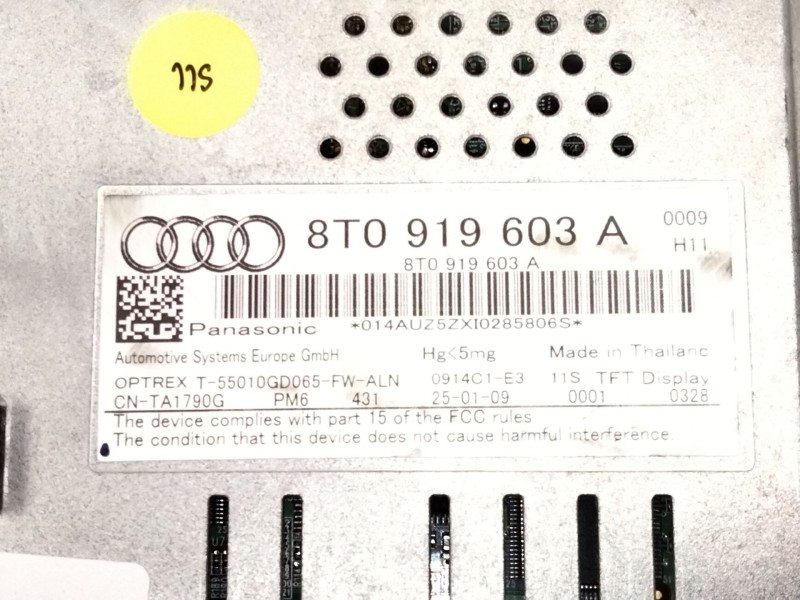 11S
8T0 919 603 A
0009
H11
8T0 919 603 A
Panasonic
*014AUZ5ZXI0285806S*
Automotive Systems Europe GmbH Hg<5mg Made in Thailand
OPTREX T-55010GD065-FW-ALN 0914C1-E3 11S TFT Display
CN-TA1790G PM6 431 25-01-09 0001 0328
The device complies with part 15 of the FCC rules
The condition that this device does not cause harmful interference.
U7